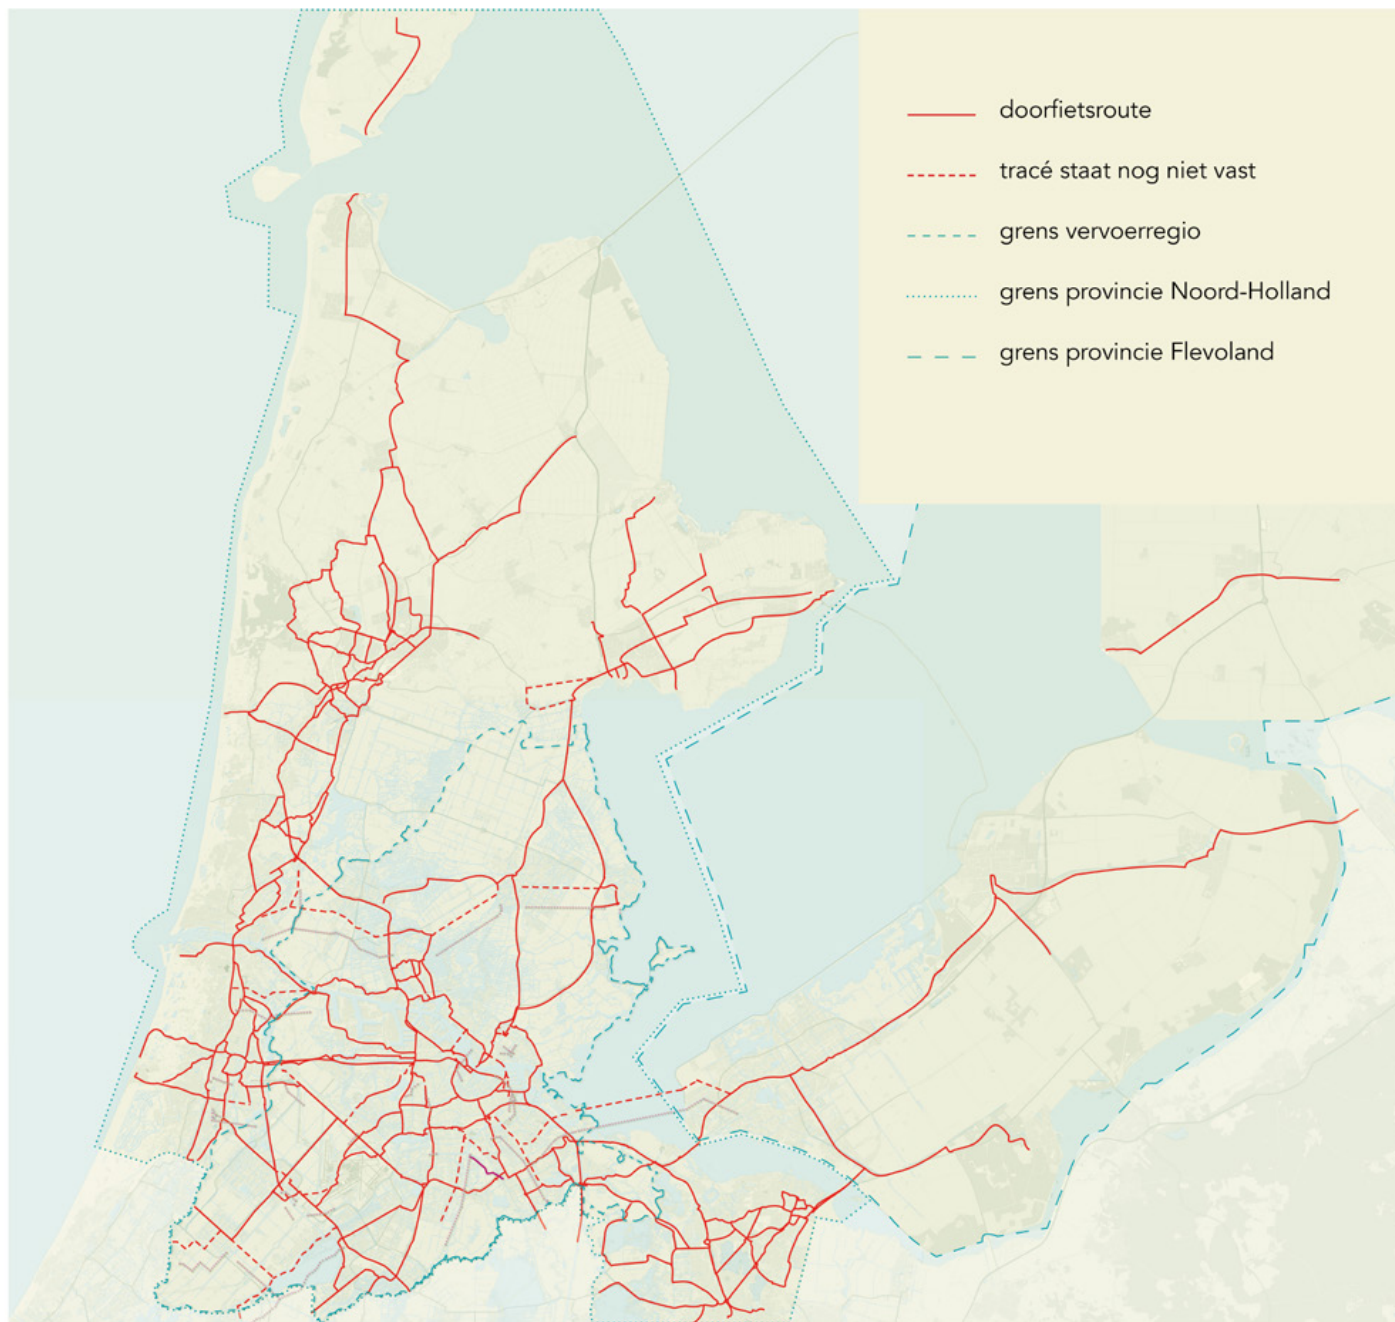 doorfietsroute
tracé staat nog niet vast
grens vervoerregio
grens provincie Noord-Holland
grens provincie Flevoland